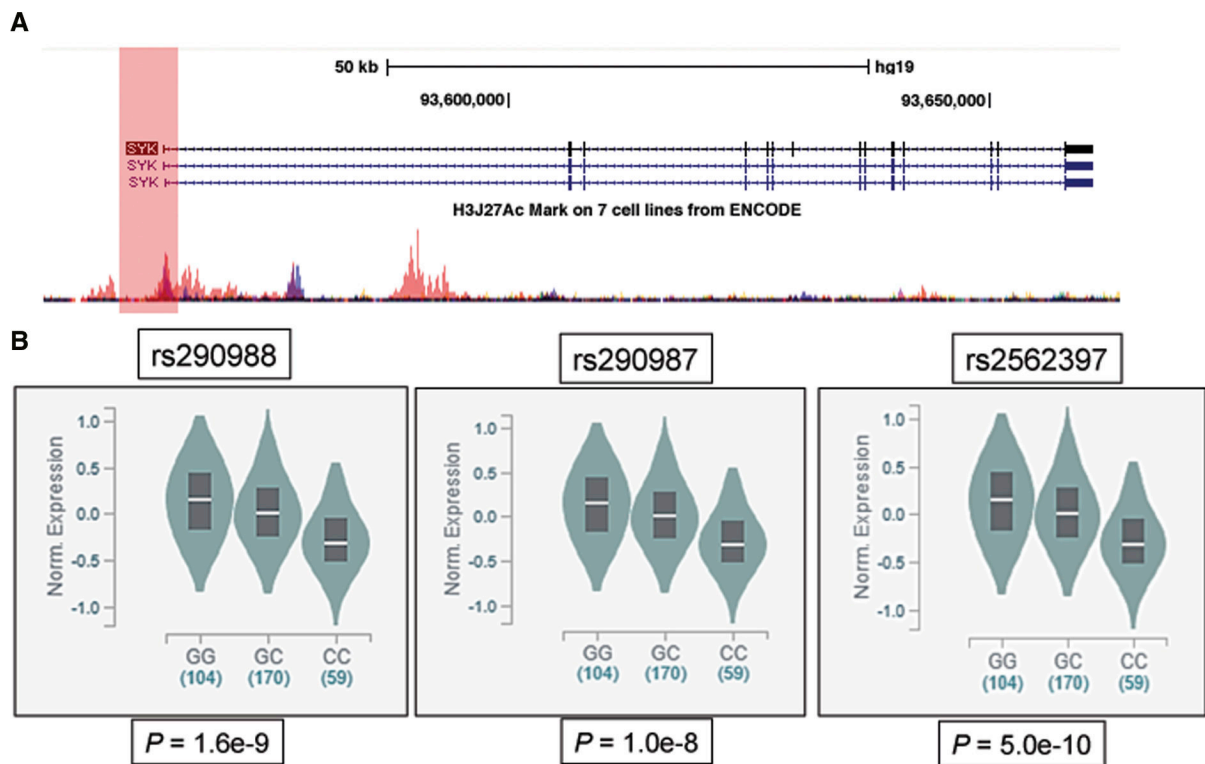 A
50 kb hg19
93,600,000 93,650,000
SYK
SYK
SYK
H3J27Ac Mark on 7 cell lines from ENCODE
B
rs290988
Norm. Expression
1.0
0.5
0.0
-0.5
-1.0
GG GC CC
(104) (170) (59)
P = 1.6e-9
rs290987
Norm. Expression
1.0
0.5
0.0
-0.5
-1.0
GG GC CC
(104) (170) (59)
P = 1.0e-8
rs2562397
Norm. Expression
1.0
0.5
0.0
-0.5
-1.0
GG GC CC
(104) (170) (59)
P = 5.0e-10